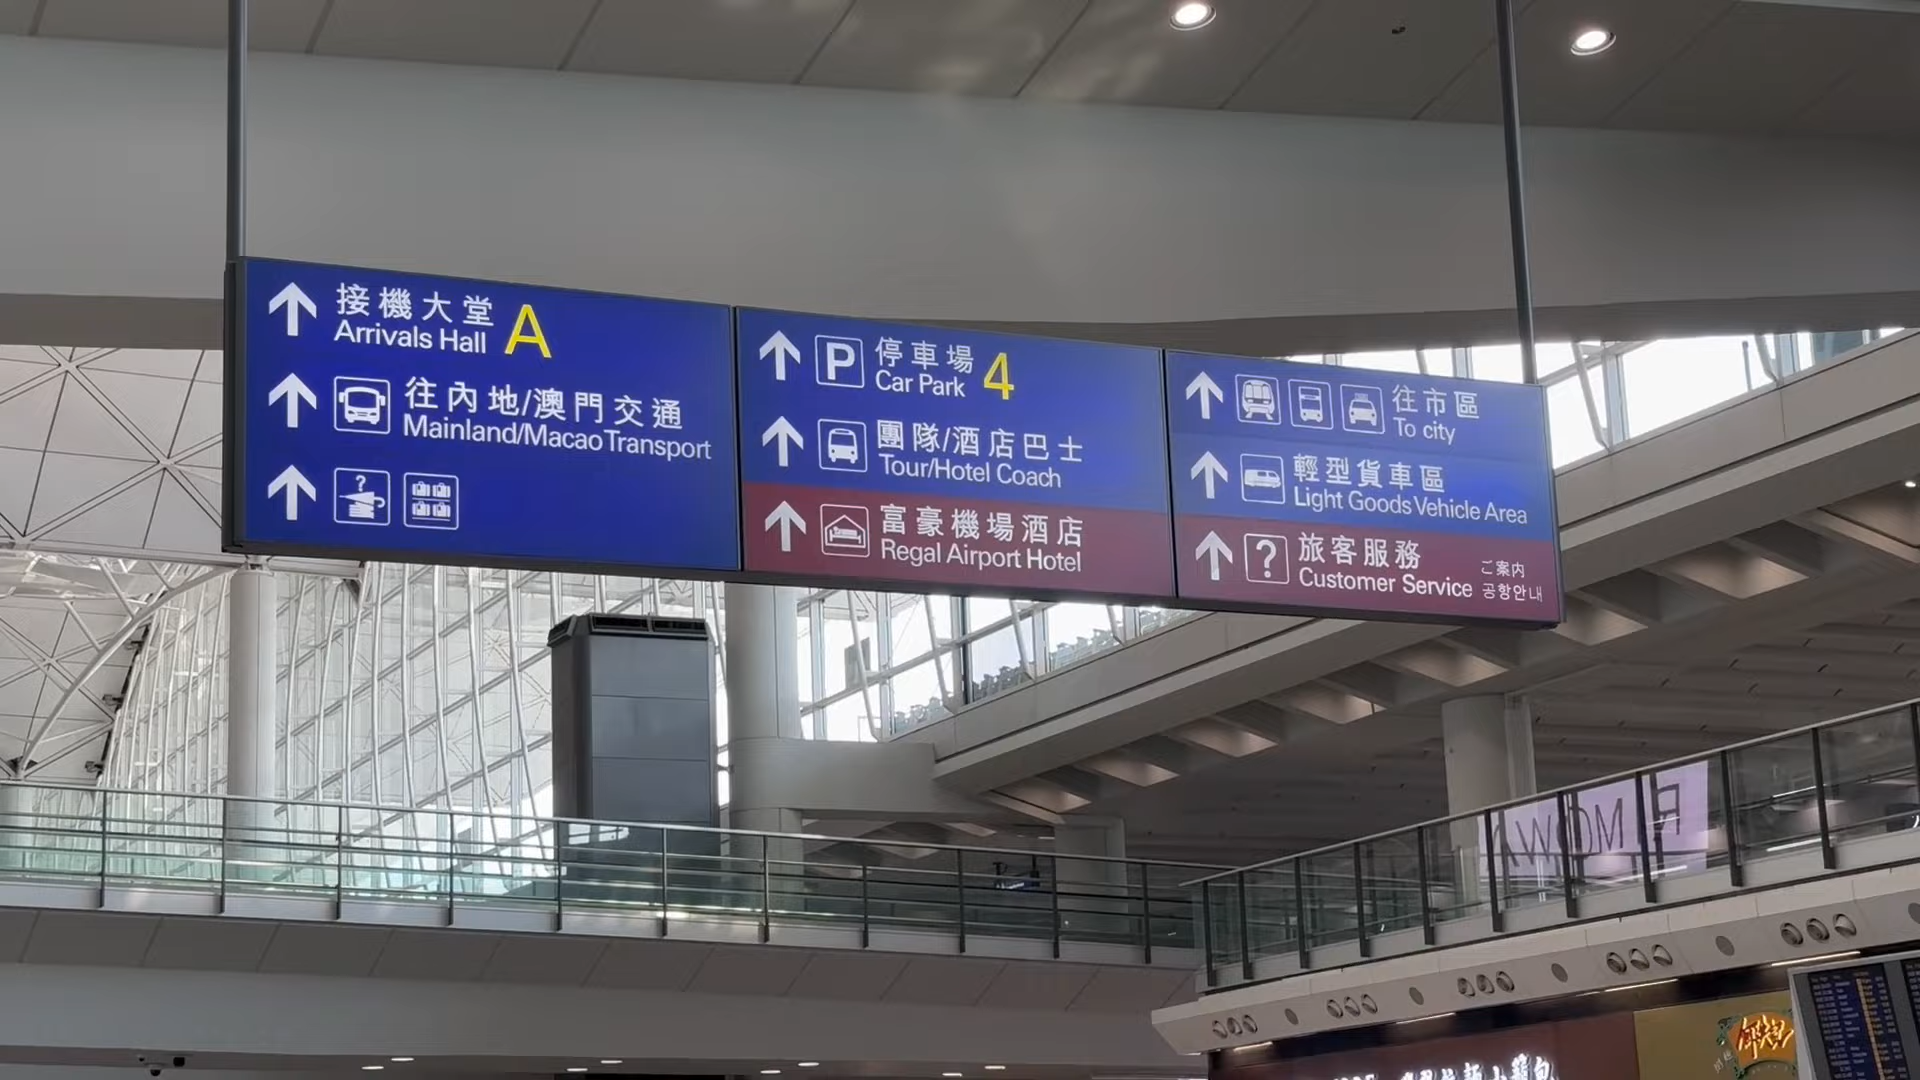 接機大堂 A
Arrivals Hall
往內地/澳門交通
Mainland/Macao Transport
?
P 停車場 4
Car Park
團隊/酒店巴士
Tour/Hotel Coach
富豪機場酒店
Regal Airport Hotel
往市區
To city
輕型貨車區
Light Goods Vehicle Area
? 旅客服務
Customer Service
ご案内
공항안내